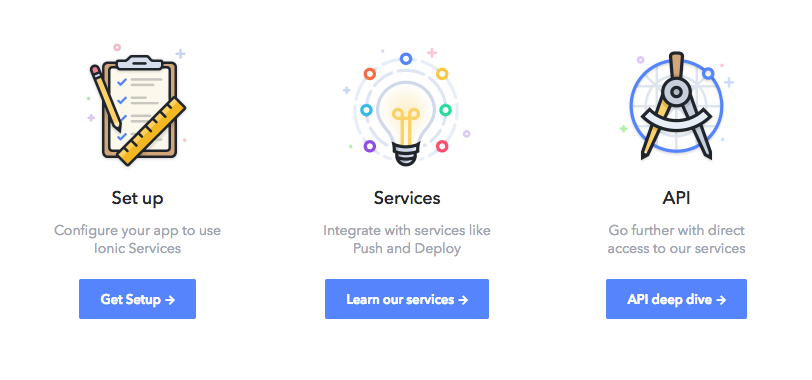 Set up
Configure your app to use
Ionic Services
Get Setup →
Services
Integrate with services like
Push and Deploy
Learn our services →
API
Go further with direct
access to our services
API deep dive →